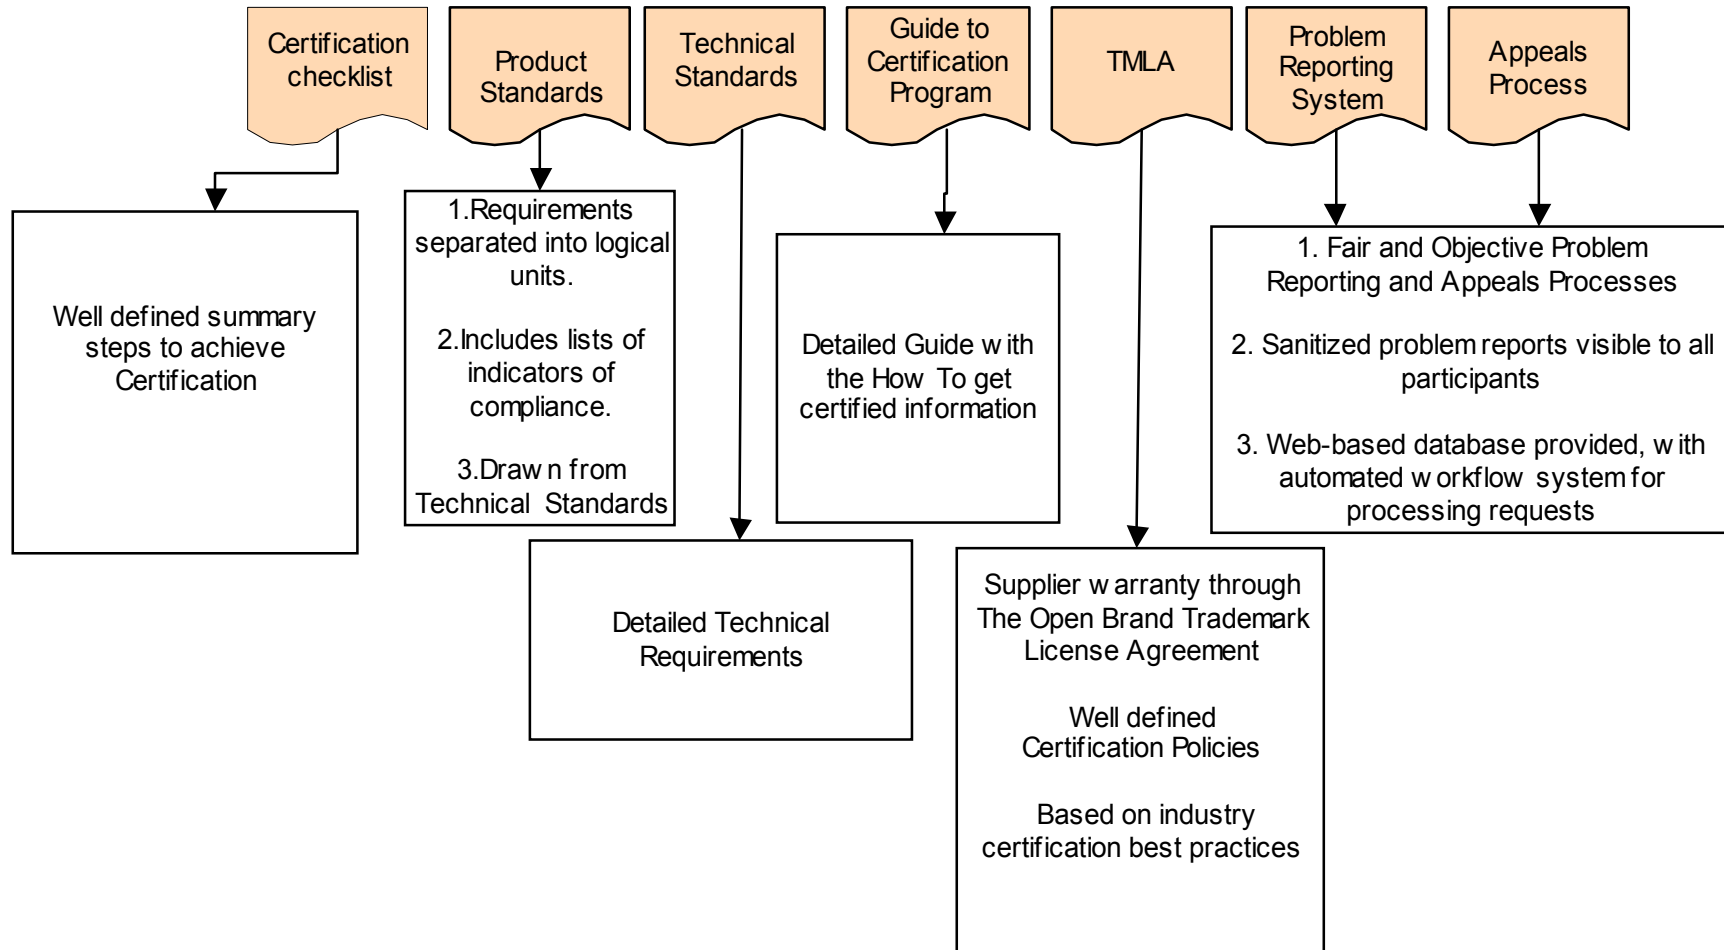 Certification
checklist
Product
Standards
Technical
Standards
Guide to
Certification
Program
TMLA
Problem
Reporting
System
Appeals
Process
Well defined summary
steps to achieve
Certification
1.Requirements
separated into logical
units.
2.Includes lists of
indicators of
compliance.
3.Drawn from
Technical Standards
Detailed Technical
Requirements
Detailed Guide with
the How To get
certified information
Supplier warranty through
The Open Brand Trademark
License Agreement
Well defined
Certification Policies
Based on industry
certification best practices
1. Fair and Objective Problem
Reporting and Appeals Processes
2. Sanitized problem reports visible to all
participants
3. Web-based database provided, with
automated workflow system for
processing requests